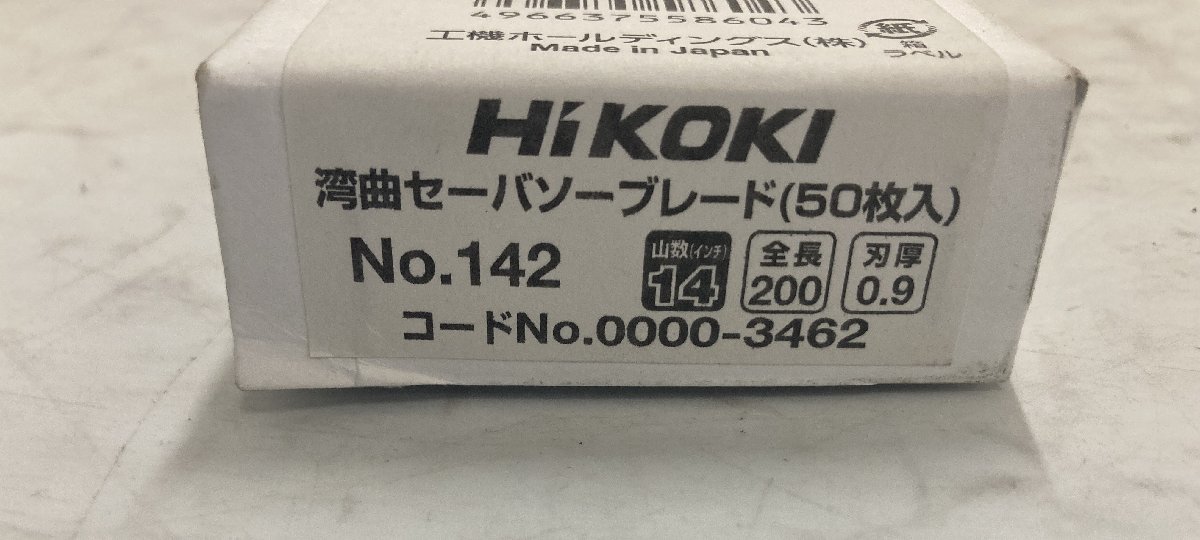 4966375586043
工機ホールディングス(株)
Made in Japan
紙
箱
ラベル
HiKOKI
湾曲セーバソーブレード(50枚入)
No.142
山数(インチ)
14
全長
200
刃厚
0.9
コードNo.0000-3462